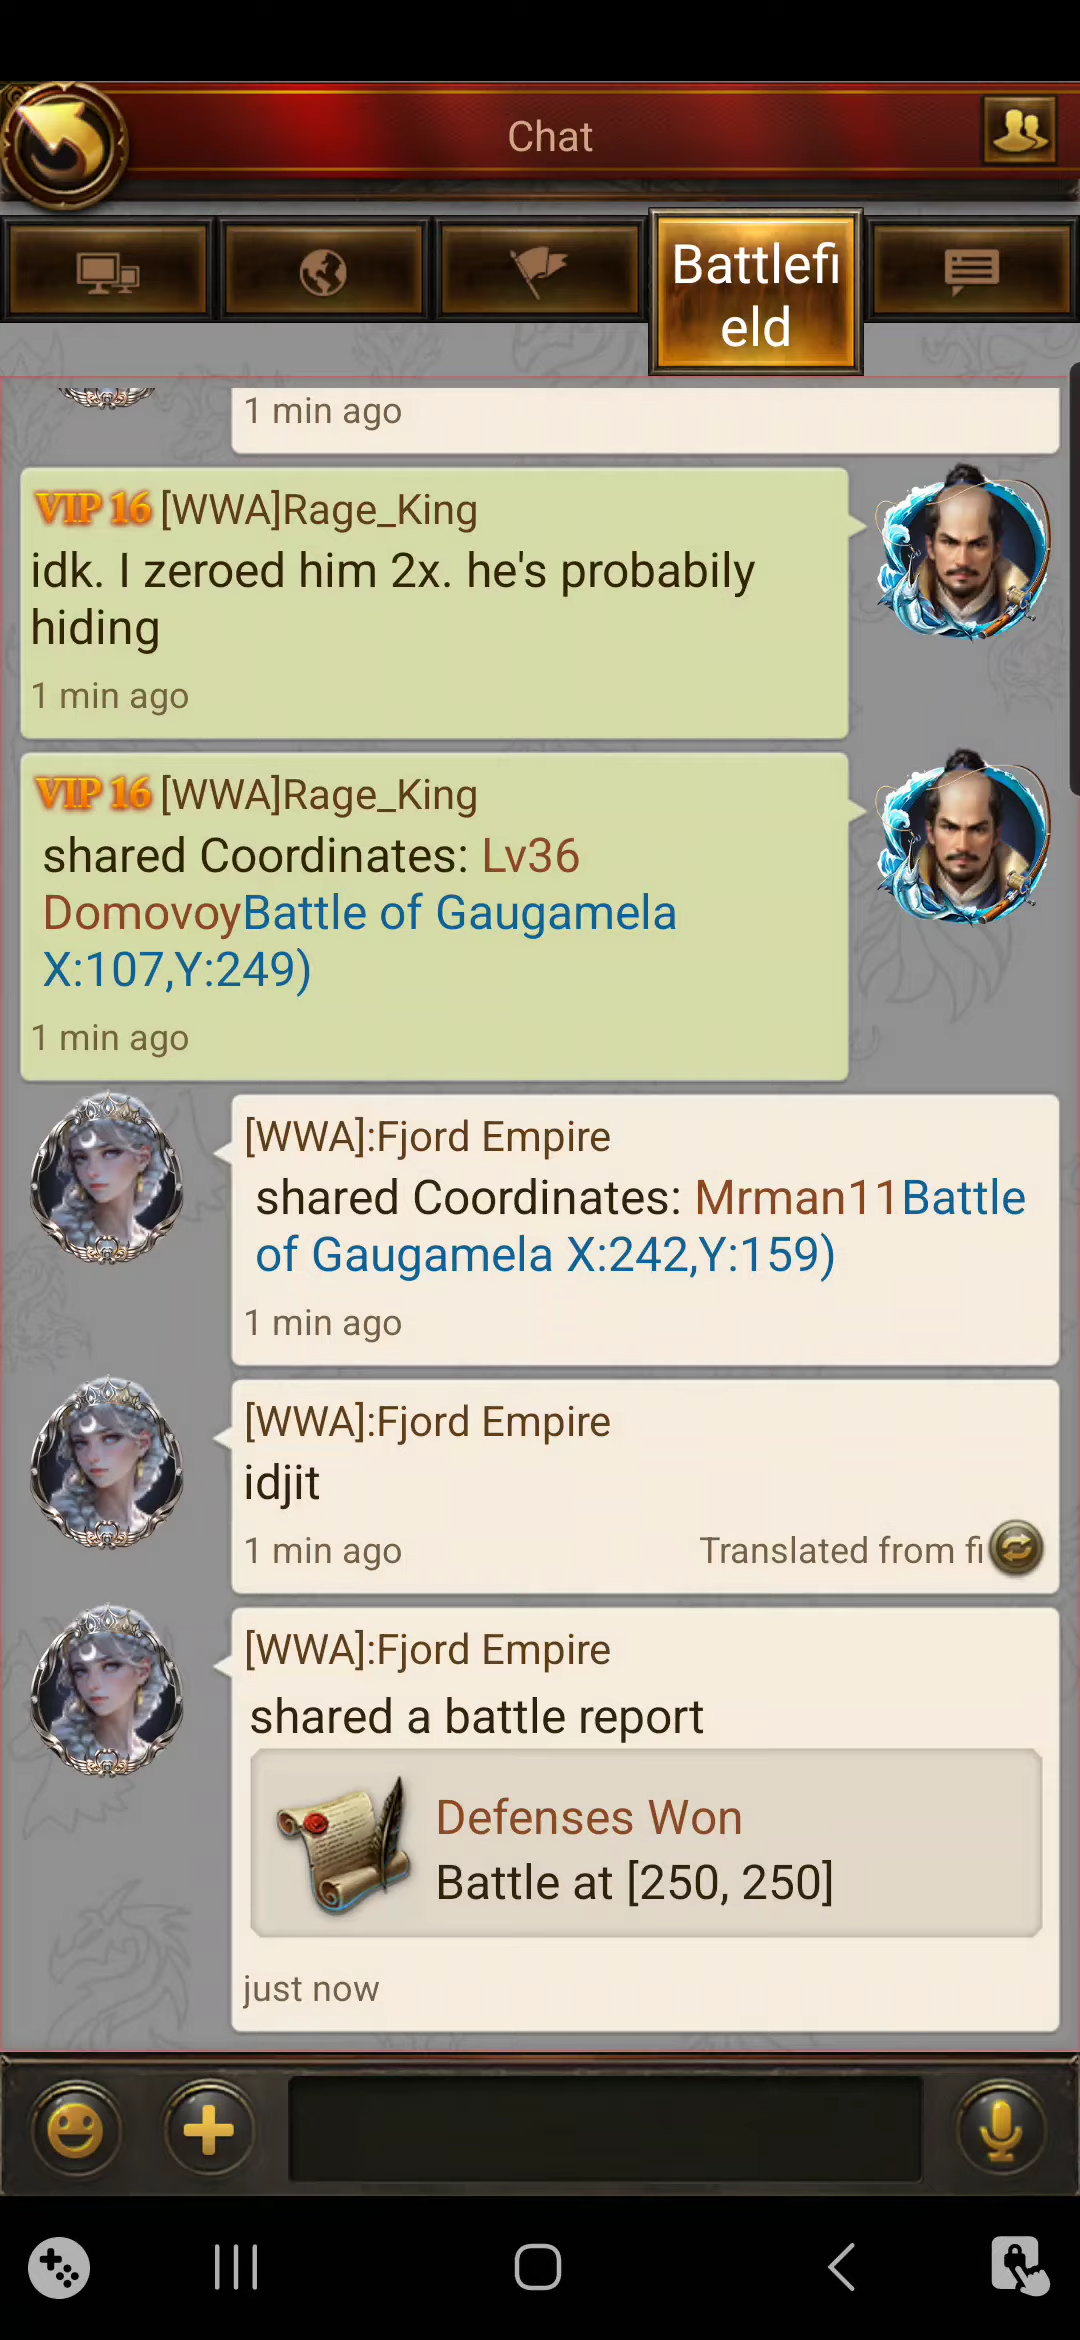 Chat
Battlefi
eld
1 min ago
VIP 16 [WWA]Rage_King
idk. I zeroed him 2x. he's probabily
hiding
1 min ago
VIP 16 [WWA]Rage_King
shared Coordinates: Lv36
DomovoyBattle of Gaugamela
X:107,Y:249)
1 min ago
[WWA]:Fjord Empire
shared Coordinates: Mrman11Battle
of Gaugamela X:242,Y:159)
1 min ago
[WWA]:Fjord Empire
idjit
1 min ago Translated from fi
[WWA]:Fjord Empire
shared a battle report
Defenses Won
Battle at [250, 250]
just now